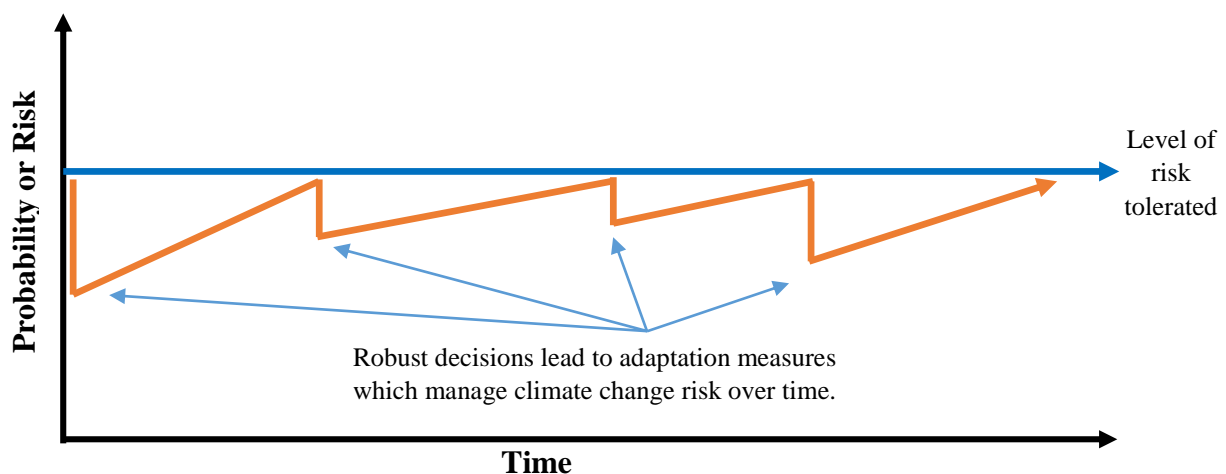 Probability or Risk
Level of
risk
tolerated
Robust decisions lead to adaptation measures
which manage climate change risk over time.
Time